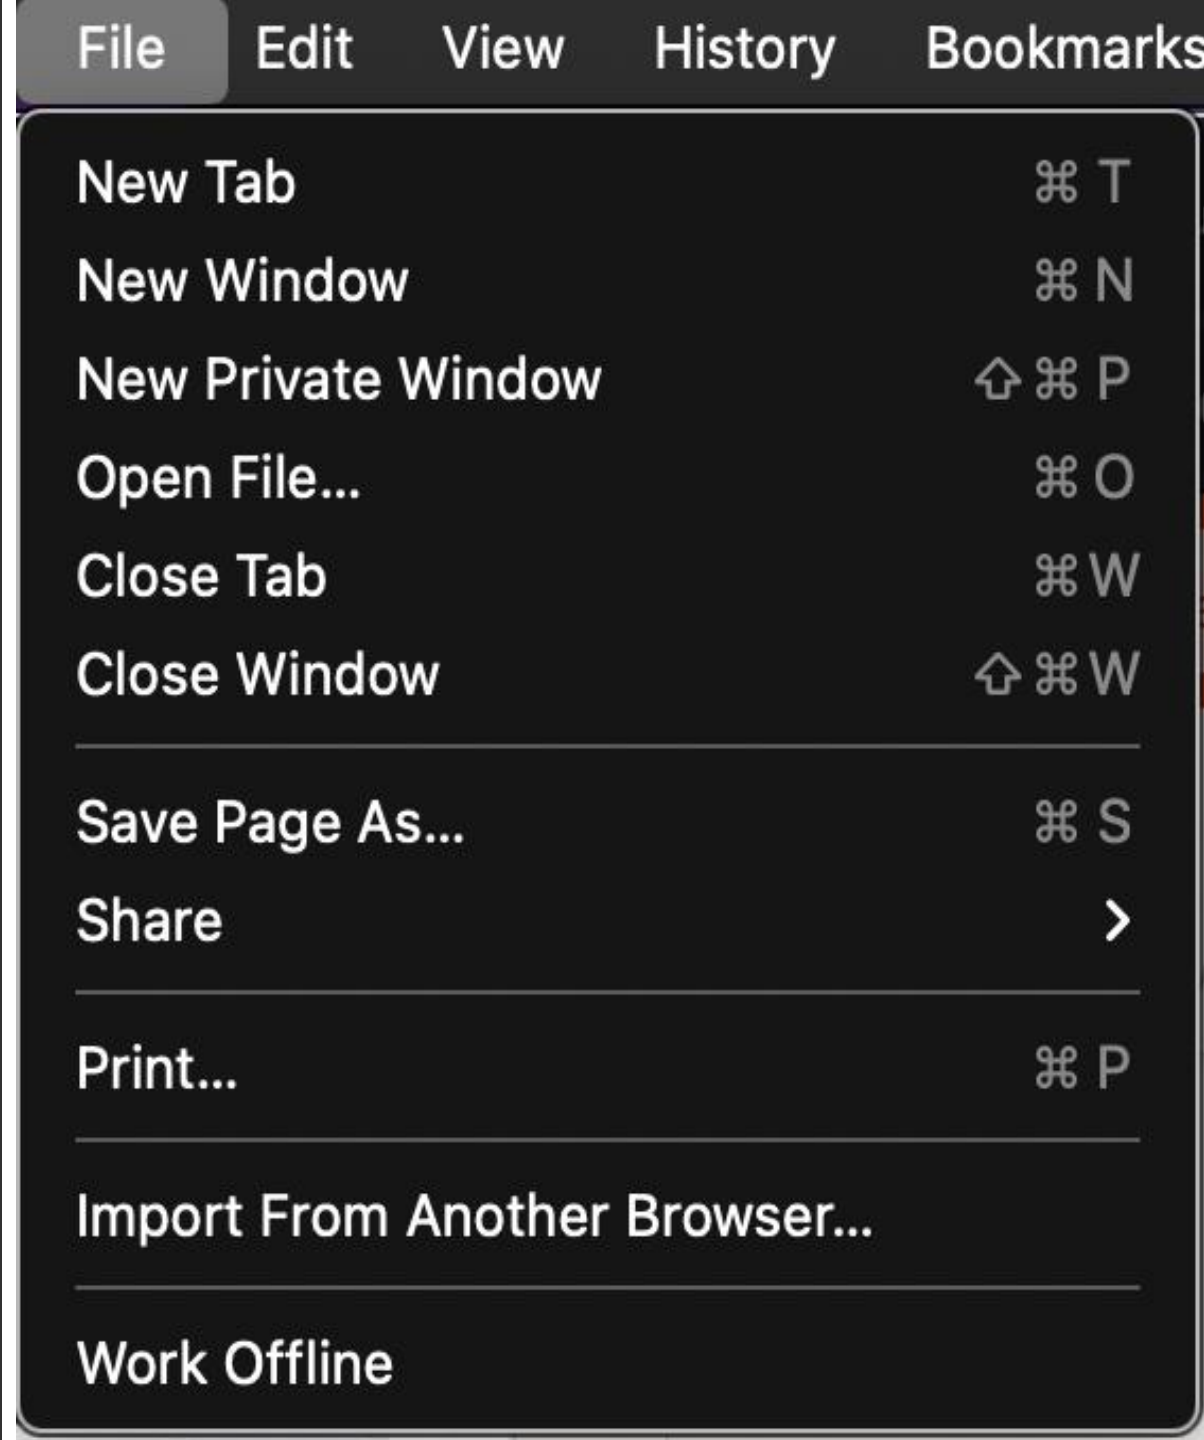 File Edit View History Bookmarks
New Tab ⌘ T
New Window ⌘ N
New Private Window ⇧ ⌘ P
Open File... ⌘ O
Close Tab ⌘ W
Close Window ⇧ ⌘ W
Save Page As... ⌘ S
Share >
Print... ⌘ P
Import From Another Browser...
Work Offline